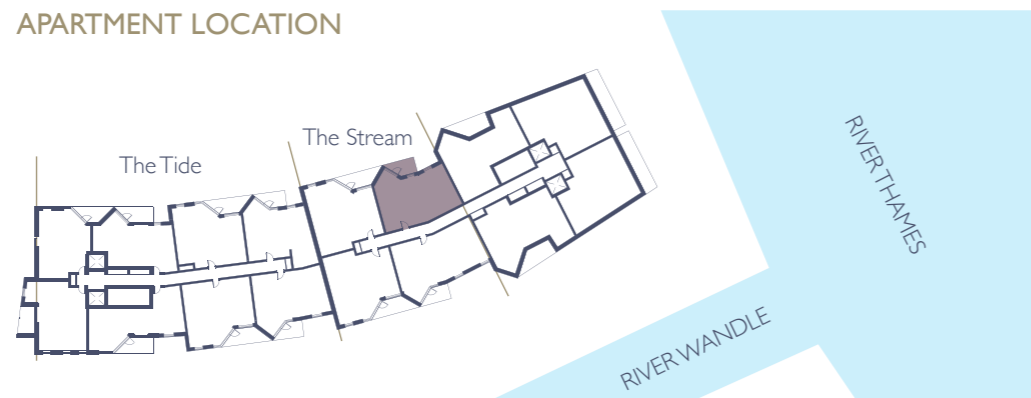 APARTMENT LOCATION
The Stream
The Tide
RIVER THAMES
RIVER WANDLE